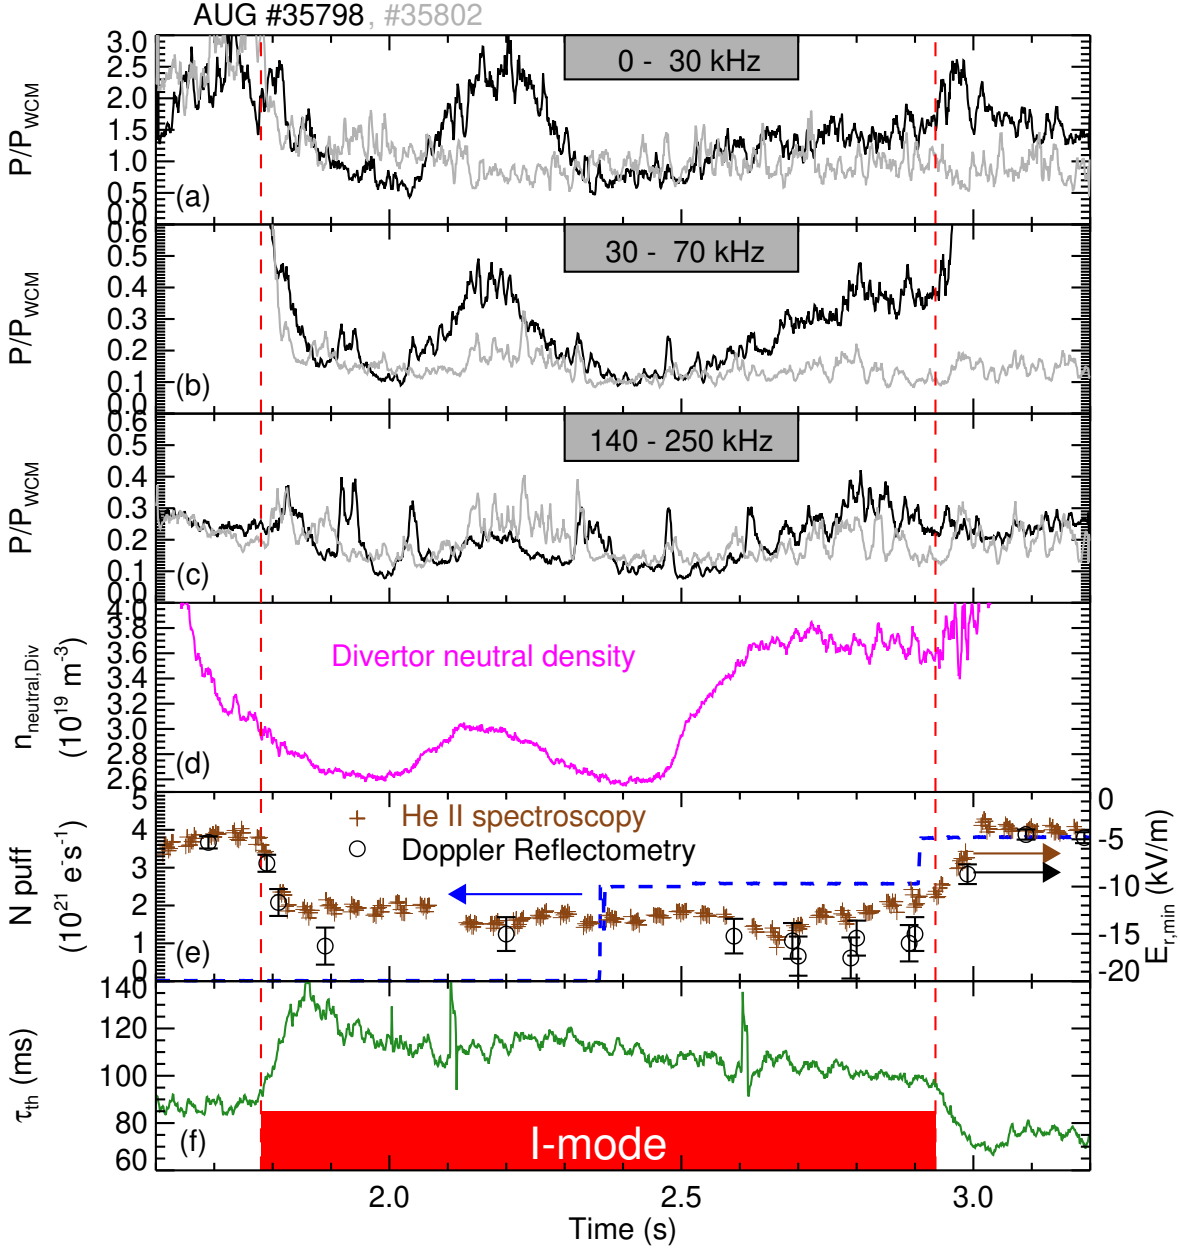 AUG #35798, #35802
3.0
2.5
2.0
1.5
1.0
0.5
0.0
P/P_WCM
0 - 30 kHz
(a)
0.6
0.5
0.4
0.3
0.2
0.1
0.0
P/P_WCM
30 - 70 kHz
(b)
0.6
0.5
0.4
0.3
0.2
0.1
0.0
P/P_WCM
140 - 250 kHz
(c)
4.0
3.8
3.6
3.4
3.2
3.0
2.8
2.6
n_neutral,Div
(10^19 m^-3)
Divertor neutral density
(d)
5
4
3
2
1
0
N puff
(10^21 e^- s^-1)
He II spectroscopy
Doppler Reflectometry
(e)
0
-5
-10
-15
-20
E_r,min (kV/m)
140
120
100
80
60
τ_th (ms)
(f)
I-mode
2.0 2.5 3.0
Time (s)